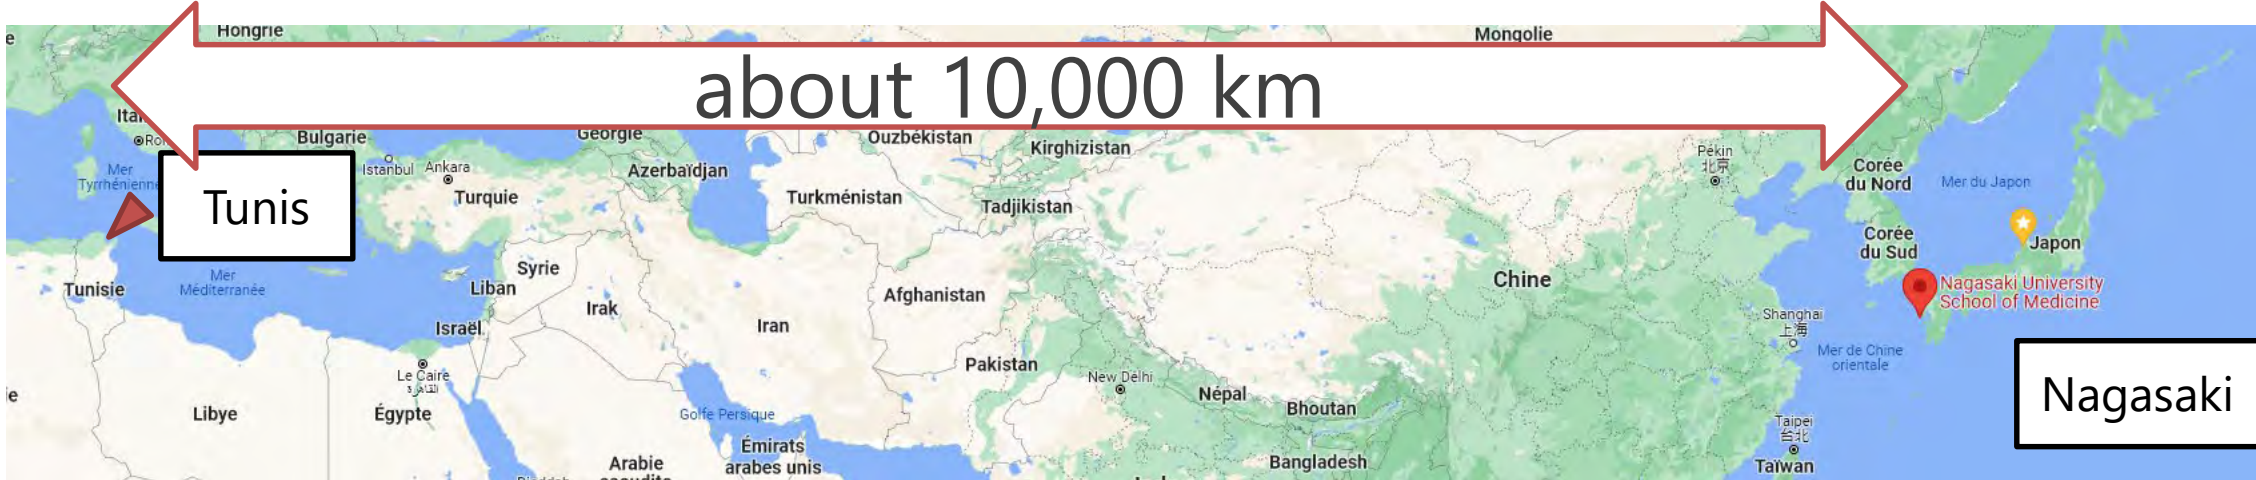 Hongrie
Mongolie
e
about 10,000 km
Bulgarie
Géorgie
Ouzbékistan
Kirghizistan
Istanbul
Ankara
Pékin
北京
Mer
Tyrrhénienne
Azerbaïdjan
Corée
du Nord
Mer du Japon
Tunis
Turquie
Turkménistan
Tadjikistan
Corée
du Sud
Japon
Mer
Méditerranée
Tunisie
Syrie
Liban
Irak
Afghanistan
Chine
Nagasaki University
School of Medicine
Israël
Iran
Shanghai
上海
Mer de Chine
orientale
Pakistan
New Delhi
Le Caire
Népal
Bhoutan
Nagasaki
e
Libye
Égypte
Golfe Persique
Émirats
arabes unis
Taipei
台北
Arabie
Bangladesh
Taïwan